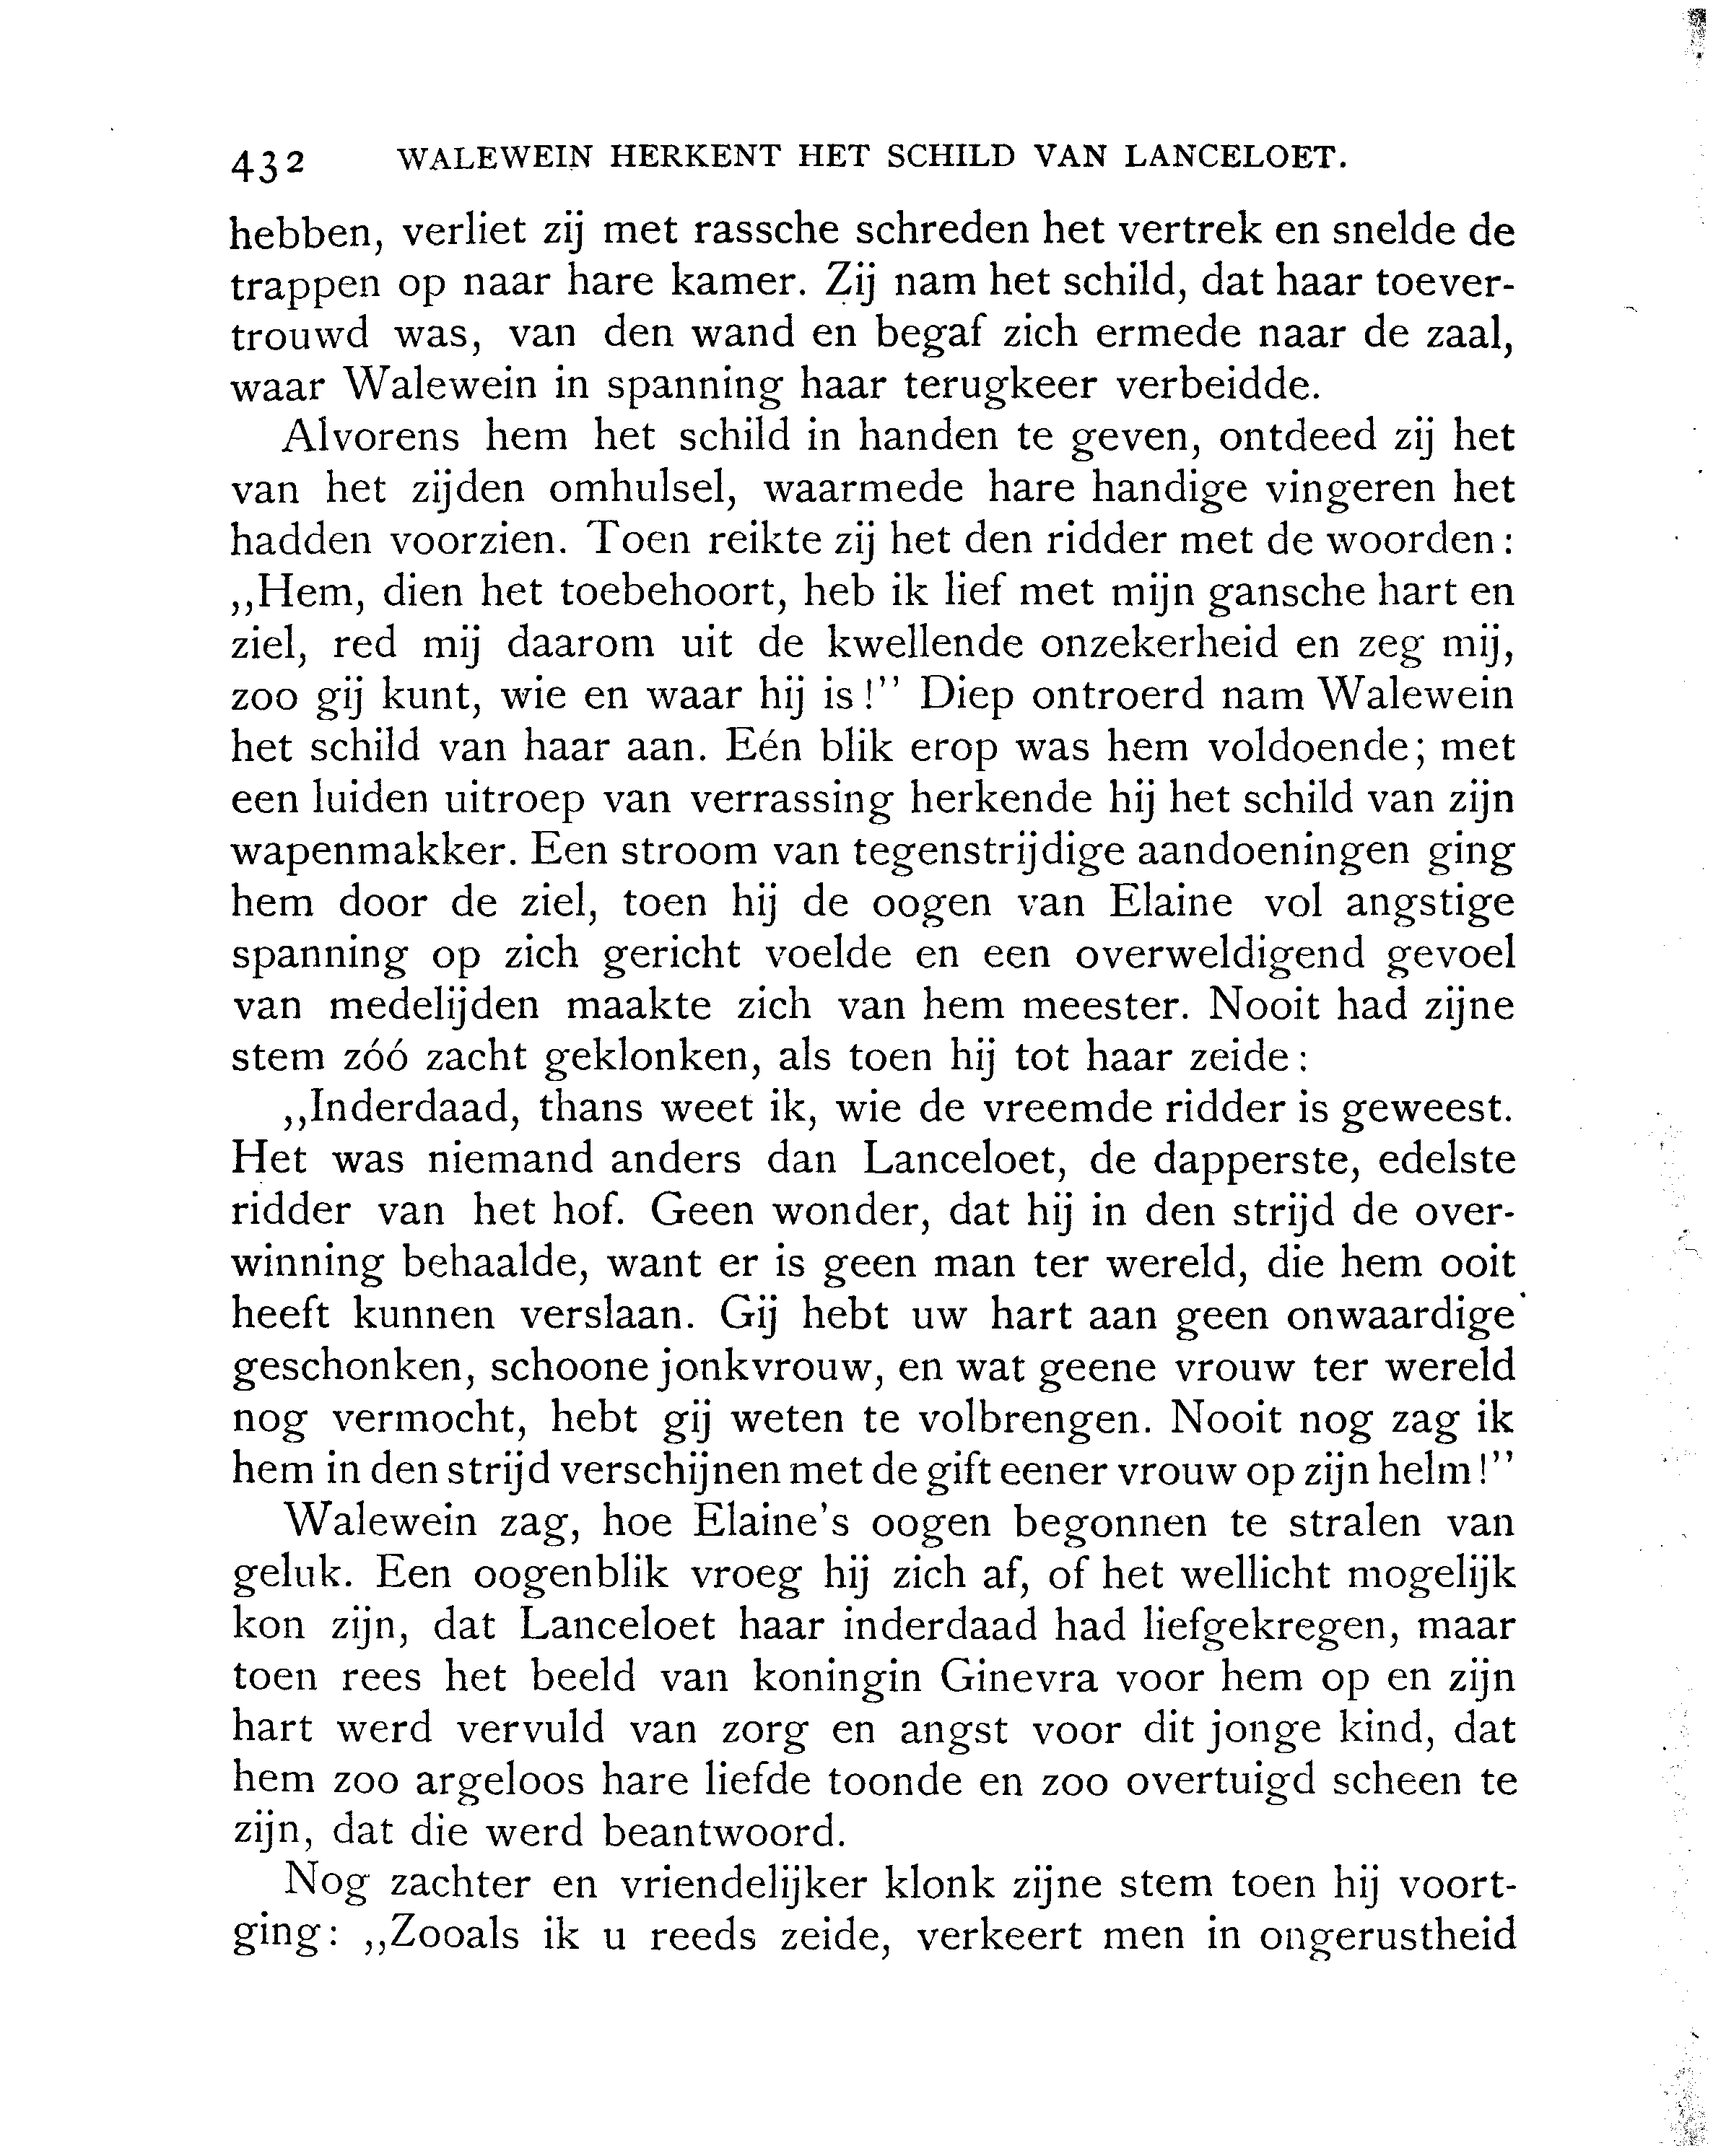 432 WALEWEIN HERKENT HET SCHILD VAN LANCELOET.
hebben, verliet zij met rassche schreden het vertrek en snelde de
trappen op naar hare kamer. Zij nam het schild, dat haar toever-
trouwd was, van den wand en begaf zich ermede naar de zaal,
waar Walewein in spanning haar terugkeer verbeidde.
Alvorens hem het schild in handen te geven, ontdeed zij het
van het zijden omhulsel, waarmede hare handige vingeren het
hadden voorzien. Toen reikte zij het den ridder met de woorden:
,,Hem, dien het toebehoort, heb ik lief met mijn gansche hart en
ziel, red mij daarom uit de kwellende onzekerheid en zeg mij,
zoo gij kunt, wie en waar hij is!" Diep ontroerd nam Walewein
het schild van haar aan. Eén blik erop was hem voldoende; met
een luiden uitroep van verrassing herkende hij het schild van zijn
wapenmakker. Een stroom van tegenstrijdige aandoeningen ging
hem door de ziel, toen hij de oogen van Elaine vol angstige
spanning op zich gericht voelde en een overweldigend gevoel
van medelijden maakte zich van hem meester. Nooit had zijne
stem zóó zacht geklonken, als toen hij tot haar zeide:
,,Inderdaad, thans weet ik, wie de vreemde ridder is geweest.
Het was niemand anders dan Lanceloet, de dapperste, edelste
ridder van het hof. Geen wonder, dat hij in den strijd de over-
winning behaalde, want er is geen man ter wereld, die hem ooit
heeft kunnen verslaan. Gij hebt uw hart aan geen onwaardige
geschonken, schoone jonkvrouw, en wat geene vrouw ter wereld
nog vermocht, hebt gij weten te volbrengen. Nooit nog zag ik
hem in den strijd verschijnen met de gift eener vrouw op zijn helm!"
Walewein zag, hoe Elaine's oogen begonnen te stralen van
geluk. Een oogenblik vroeg hij zich af, of het wellicht mogelijk
kon zijn, dat Lanceloet haar inderdaad had liefgekregen, maar
toen rees het beeld van koningin Ginevra voor hem op en zijn
hart werd vervuld van zorg en angst voor dit jonge kind, dat
hem zoo argeloos hare liefde toonde en zoo overtuigd scheen te
zijn, dat die werd beantwoord.
Nog zachter en vriendelijker klonk zijne stem toen hij voort-
ging: ,,Zooals ik u reeds zeide, verkeert men in ongerustheid